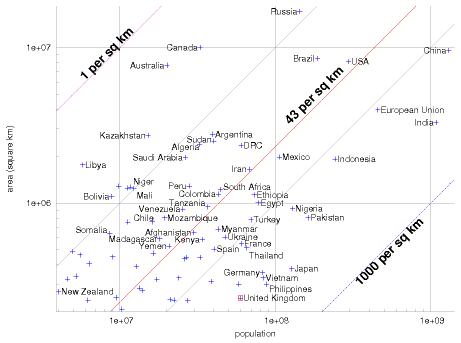 Russia
1 per sq km
Canada
1e+07
Australia
Brazil
USA
China
43 per sq km
European Union
India
Kazakhstan
Sudan
Argentina
Algeria
DRC
Saudi Arabia
Mexico
Indonesia
Libya
Iran
Niger
Peru
South Africa
Bolivia
Mali
Colombia
Ethiopia
1e+06
Tanzania
Egypt
Venezuela
Nigeria
Chile
Mozambique
Turkey
Pakistan
Somalia
Afghanistan
Myanmar
Madagascar
Kenya
Ukraine
Yemen
Spain
France
Thailand
1000 per sq km
Germany
Japan
Vietnam
New Zealand
Philippines
United Kingdom
area (square km)
1e+07
1e+08
1e+09
population